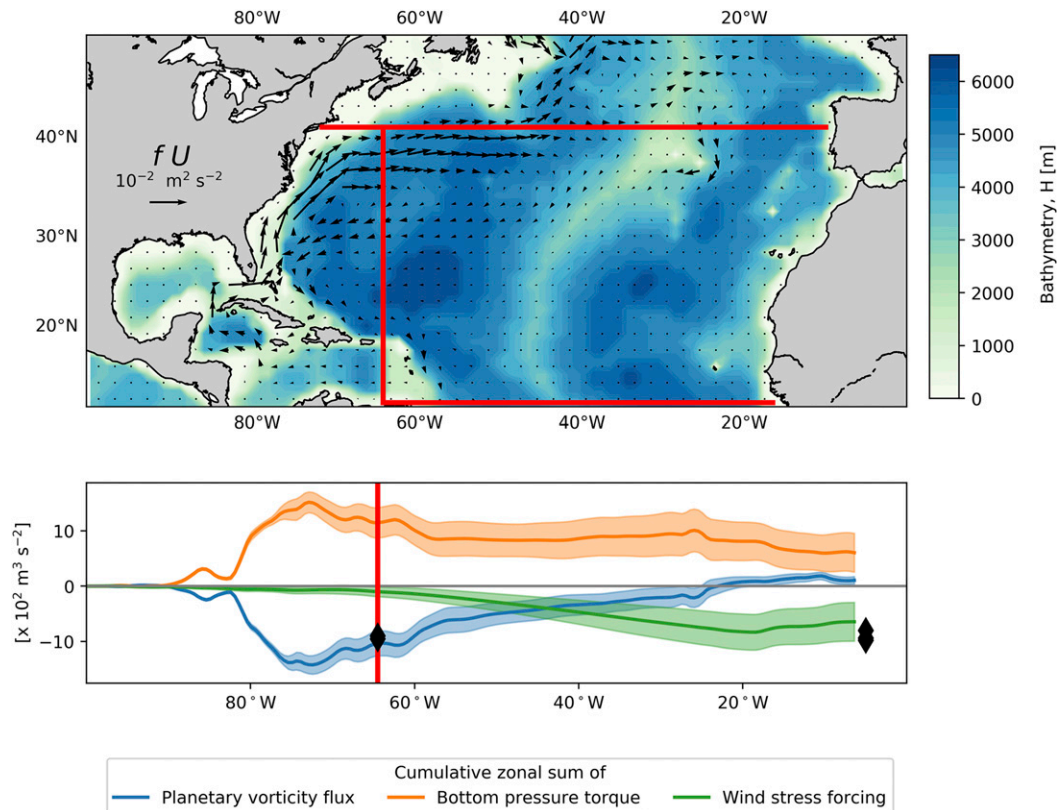 80°W 60°W 40°W 20°W
40°N
30°N
20°N
f U
10⁻² m² s⁻²
80°W 60°W 40°W 20°W
6000
5000
4000
3000
2000
1000
0
Bathymetry, H [m]
[x 10² m³ s⁻²]
10
0
−10
80°W 60°W 40°W 20°W
Cumulative zonal sum of
Planetary vorticity flux Bottom pressure torque Wind stress forcing